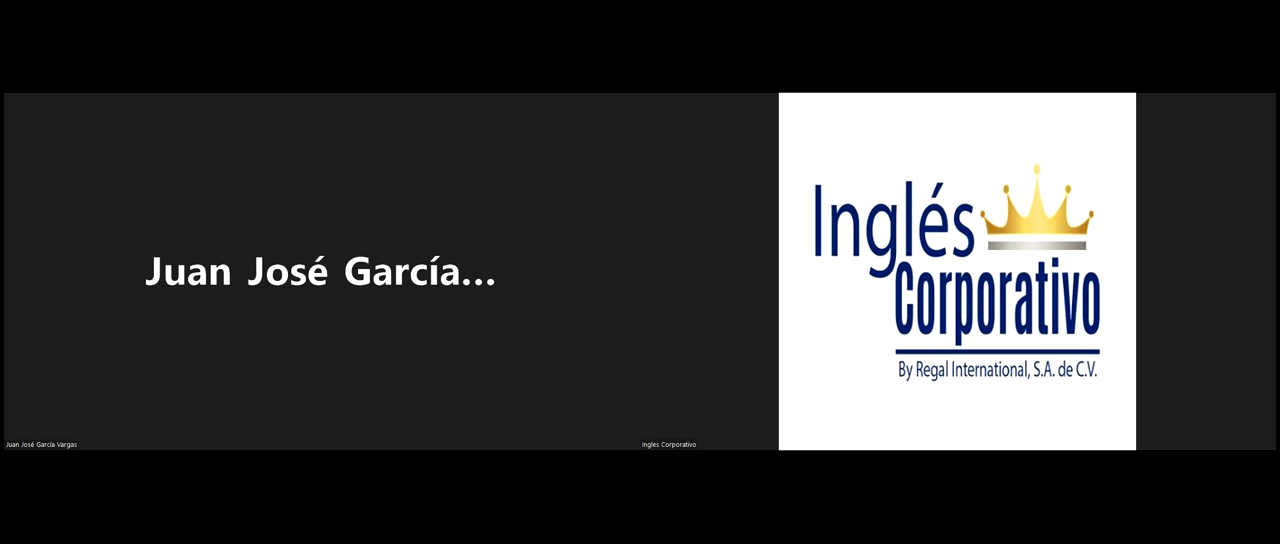 Juan José García...
Juan José García Vargas
Inglés
Corporativo
By Regal International, S.A. de C.V.
Ingles Corporativo